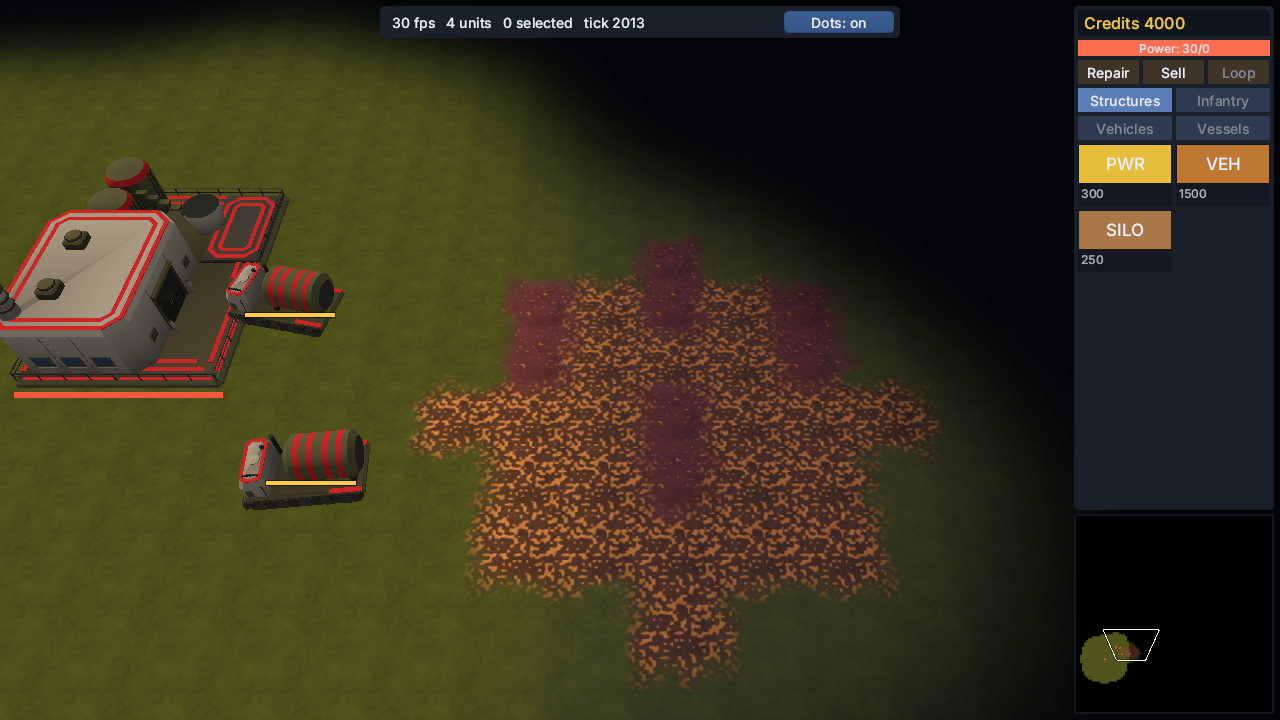 30 fps 4 units 0 selected tick 2013 Dots: on
Credits 4000
Power: 30/0
Repair Sell Loop
Structures Infantry
Vehicles Vessels
PWR VEH
300 1500
SILO
250